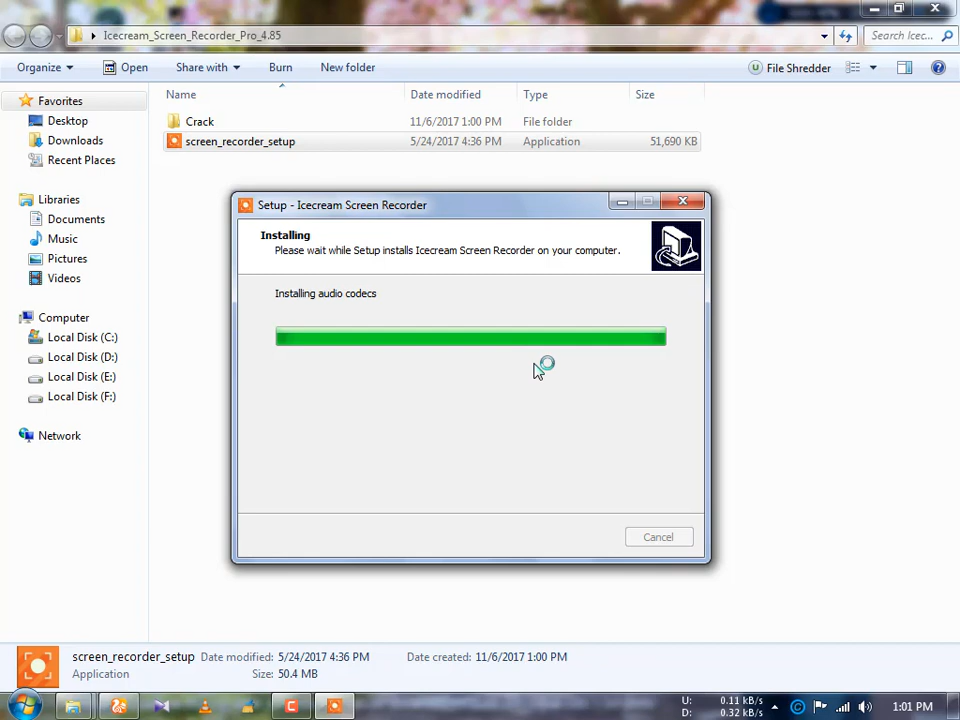 Icecream_Screen_Recorder_Pro_4.85
Search Icec...
Organize
Open
Share with
Burn
New folder
File Shredder
Favorites
Desktop
Downloads
Recent Places
Libraries
Documents
Music
Pictures
Videos
Computer
Local Disk (C:)
Local Disk (D:)
Local Disk (E:)
Local Disk (F:)
Network
Name Date modified Type Size
Crack 11/6/2017 1:00 PM File folder
screen_recorder_setup 5/24/2017 4:36 PM Application 51,690 KB
Setup - Icecream Screen Recorder
Installing
Please wait while Setup installs Icecream Screen Recorder on your computer.
Installing audio codecs
Cancel
screen_recorder_setup Date modified: 5/24/2017 4:36 PM Date created: 11/6/2017 1:00 PM
Application Size: 50.4 MB
U: 0.11 kB/s
D: 0.32 kB/s
1:01 PM